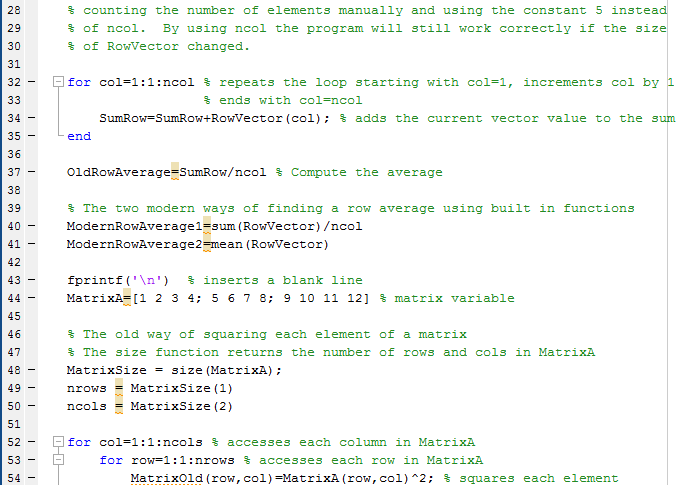 28 % counting the number of elements manually and using the constant 5 instead
29 % of ncol.  By using ncol the program will still work correctly if the size
30 % of RowVector changed.
31
32 – for col=1:1:ncol % repeats the loop starting with col=1, increments col by 1
33 % ends with col=ncol
34 – SumRow=SumRow+RowVector(col); % adds the current vector value to the sum
35 – end
36
37 – OldRowAverage=SumRow/ncol % Compute the average
38
39 % The two modern ways of finding a row average using built in functions
40 – ModernRowAverage1=sum(RowVector)/ncol
41 – ModernRowAverage2=mean(RowVector)
42
43 – fprintf('\n')  % inserts a blank line
44 – MatrixA=[1 2 3 4; 5 6 7 8; 9 10 11 12] % matrix variable
45
46 % The old way of squaring each element of a matrix
47 % The size function returns the number of rows and cols in MatrixA
48 – MatrixSize = size(MatrixA);
49 – nrows = MatrixSize(1)
50 – ncols = MatrixSize(2)
51
52 – for col=1:1:ncols % accesses each column in MatrixA
53 – for row=1:1:nrows % accesses each row in MatrixA
54 – MatrixOld(row,col)=MatrixA(row,col)^2; % squares each element